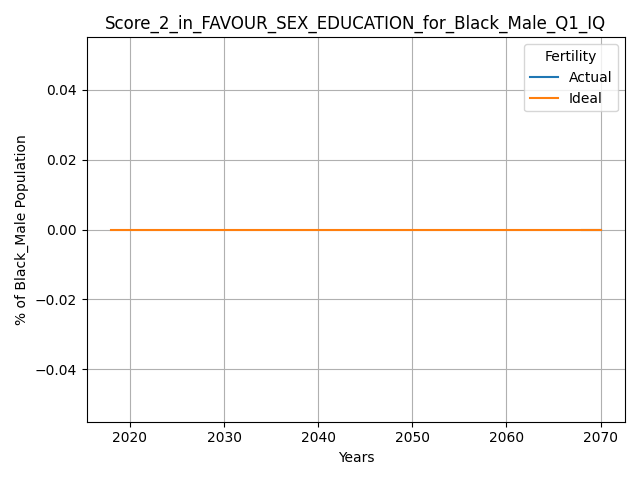 Score_2_in_FAVOUR_SEX_EDUCATION_for_Black_Male_Q1_IQ
Fertility
Actual
Ideal
% of Black_Male Population
0.04
0.02
0.00
−0.02
−0.04
2020 2030 2040 2050 2060 2070
Years